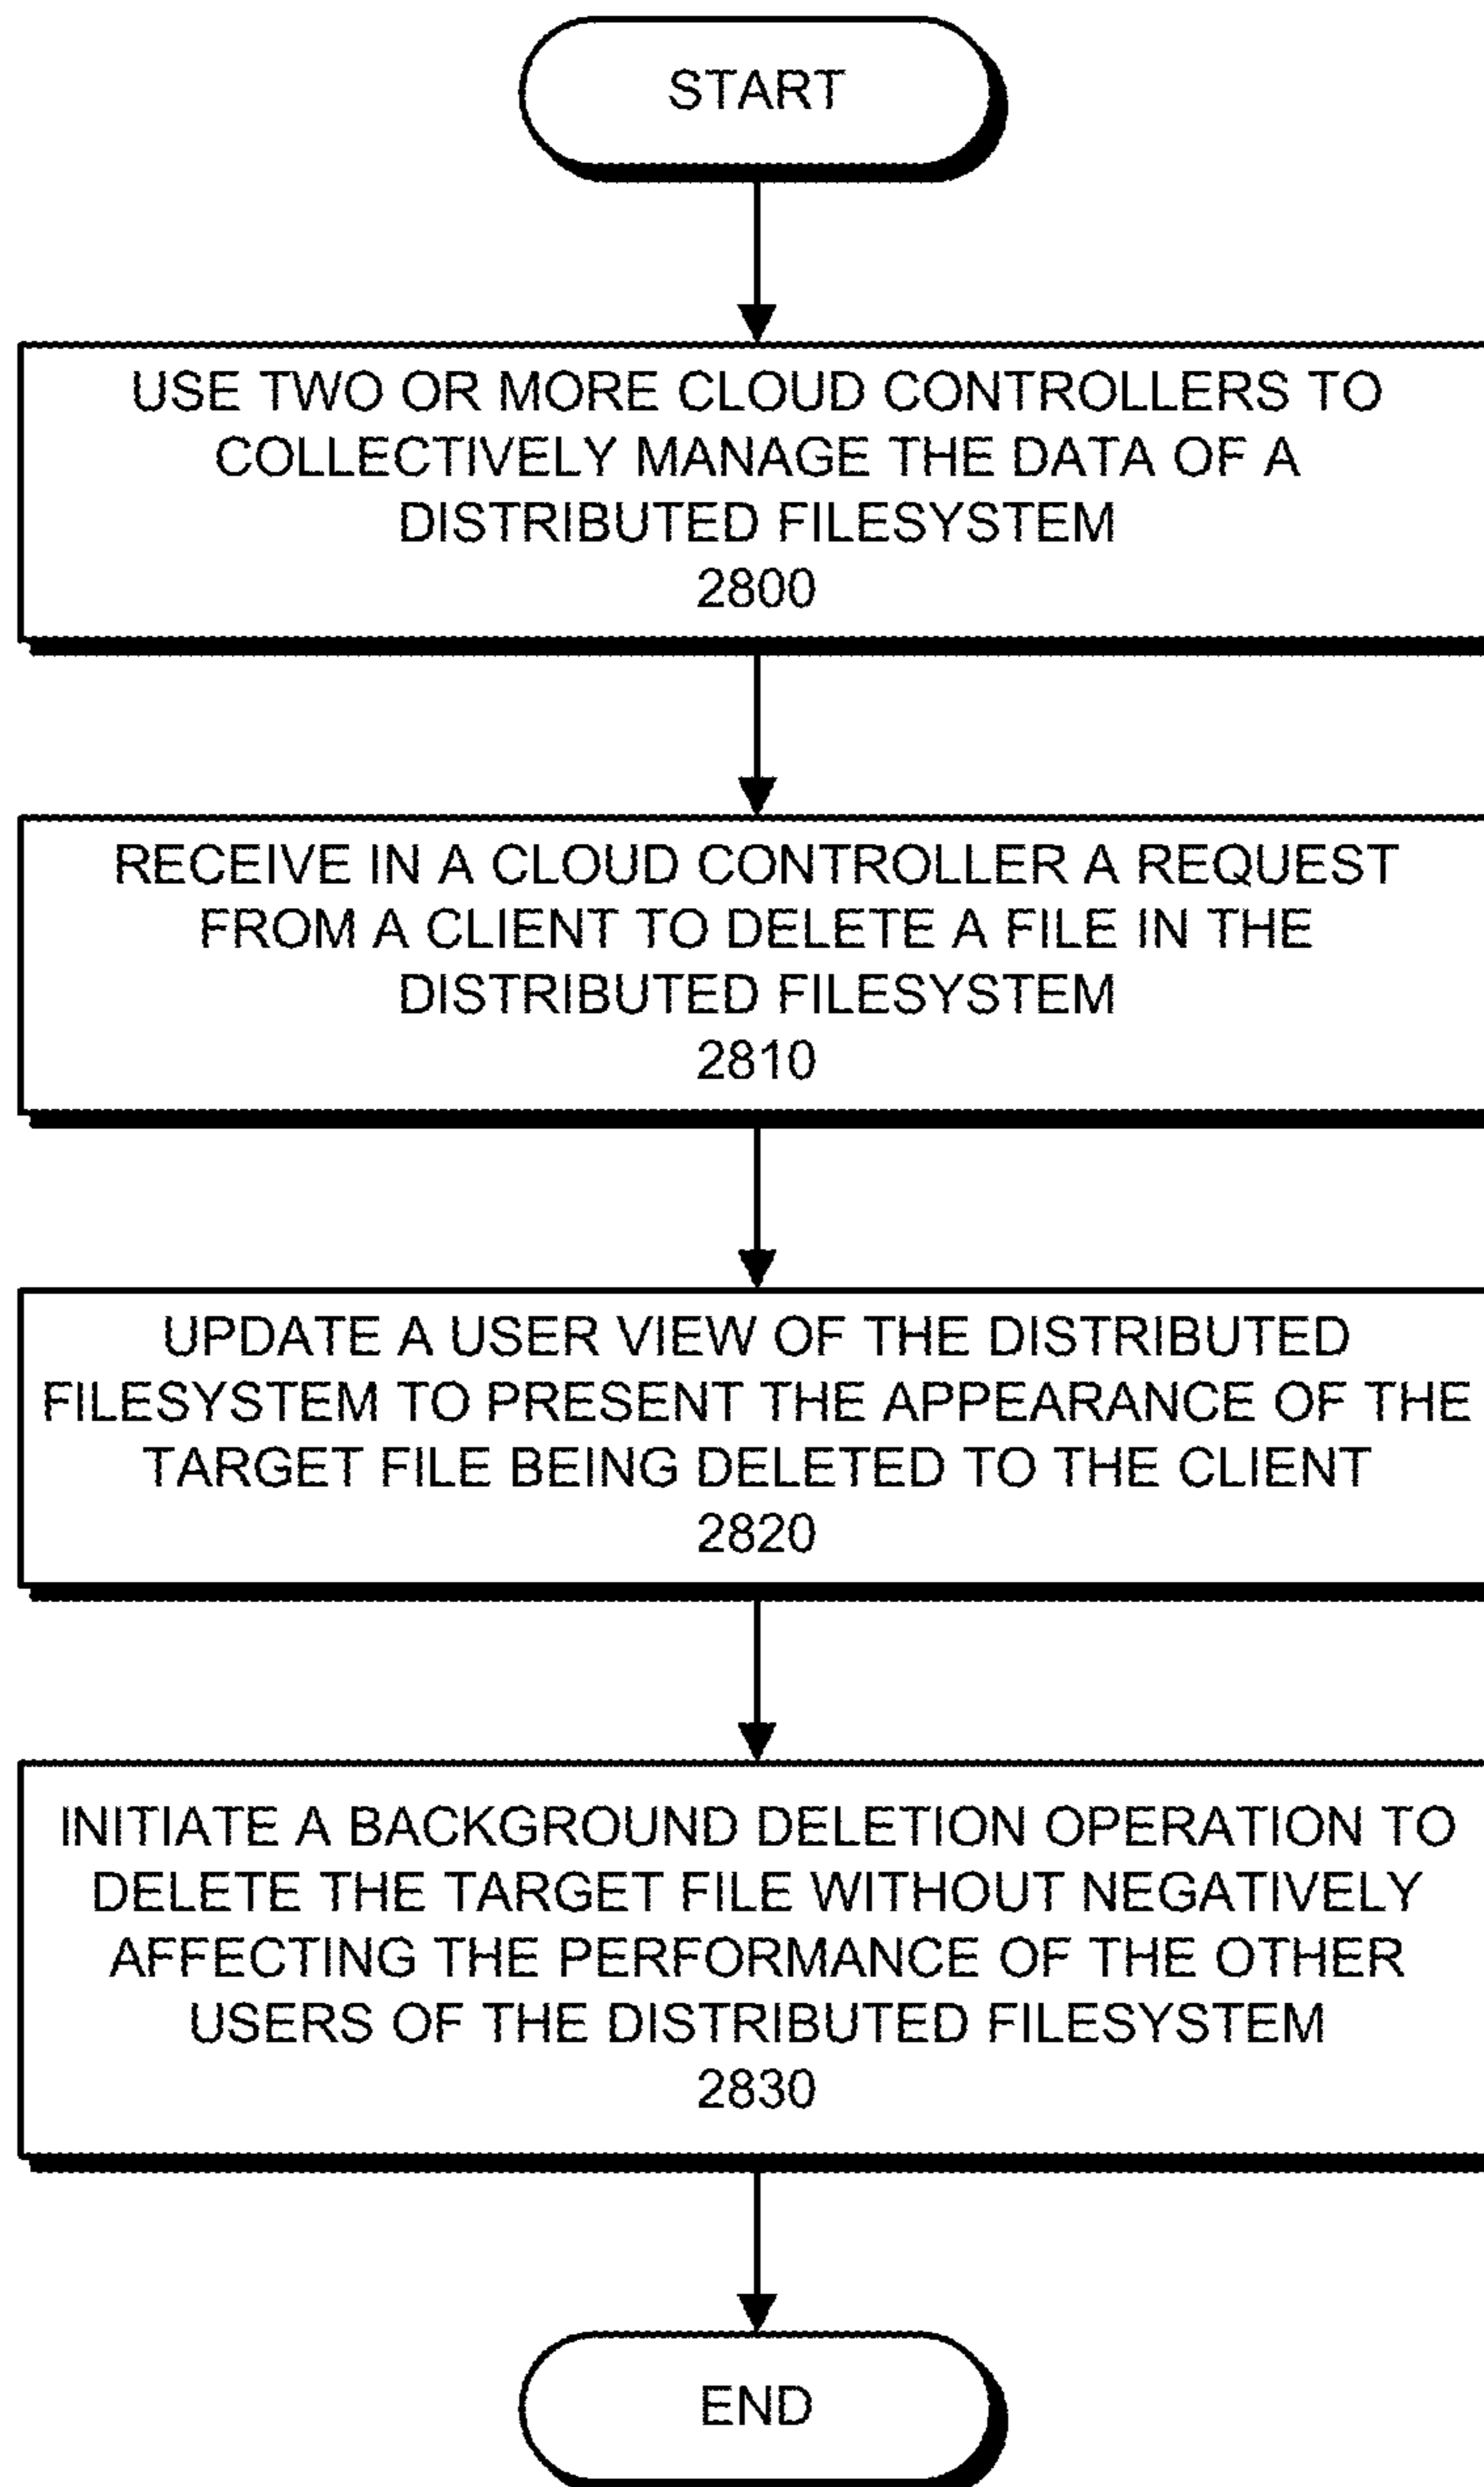 START
USE TWO OR MORE CLOUD CONTROLLERS TO
COLLECTIVELY MANAGE THE DATA OF A
DISTRIBUTED FILESYSTEM
2800
RECEIVE IN A CLOUD CONTROLLER A REQUEST
FROM A CLIENT TO DELETE A FILE IN THE
DISTRIBUTED FILESYSTEM
2810
UPDATE A USER VIEW OF THE DISTRIBUTED
FILESYSTEM TO PRESENT THE APPEARANCE OF THE
TARGET FILE BEING DELETED TO THE CLIENT
2820
INITIATE A BACKGROUND DELETION OPERATION TO
DELETE THE TARGET FILE WITHOUT NEGATIVELY
AFFECTING THE PERFORMANCE OF THE OTHER
USERS OF THE DISTRIBUTED FILESYSTEM
2830
END